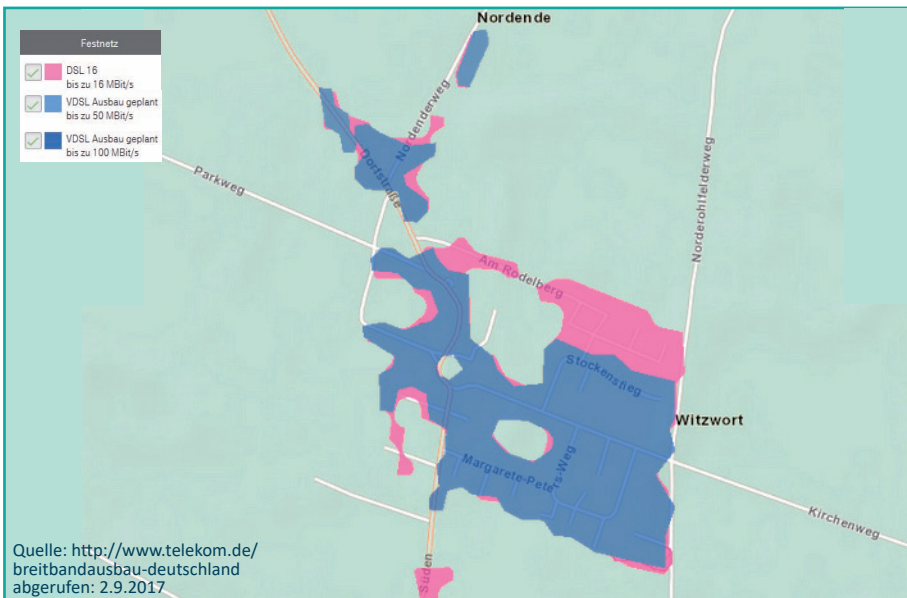 Nordende
Festnetz
DSL 16
bis zu 16 MBit/s
VDSL Ausbau geplant
bis zu 50 MBit/s
VDSL Ausbau geplant
bis zu 100 MBit/s
Nordenderweg
Dorfstraße
Parkweg
Norderohlfelderweg
Am Rodelberg
Stockenstieg
Witzwort
Margarete-Peters-Weg
Kirchenweg
Süden
Quelle: http://www.telekom.de/
breitbandausbau-deutschland
abgerufen: 2.9.2017